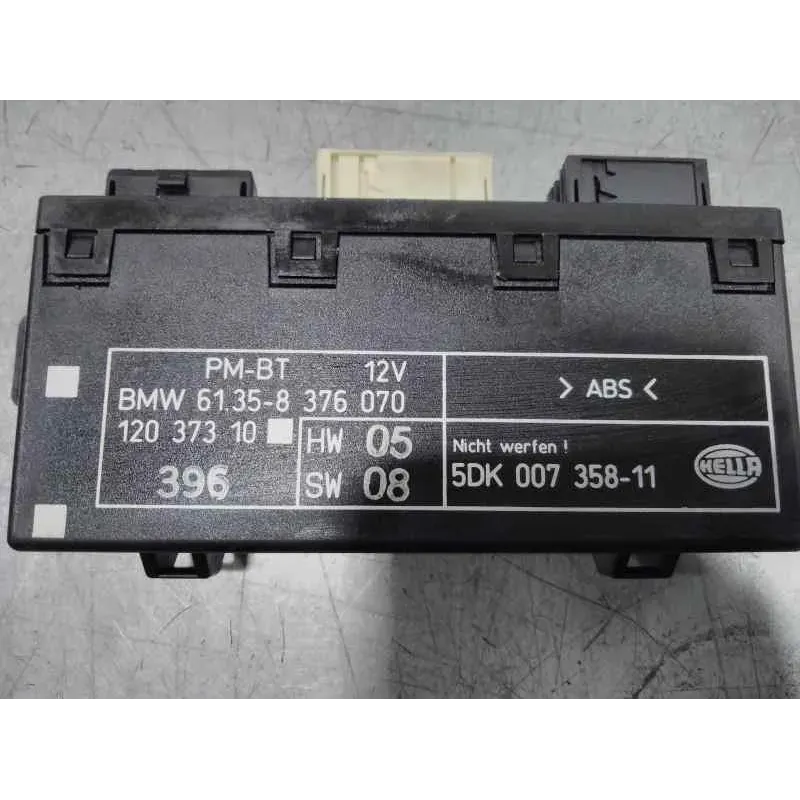 PM-BT 12V
BMW 61.35-8 376 070
120 373 10
HW 05
396
SW 08
> ABS <
Nicht werfen !
5DK 007 358-11
HELLA